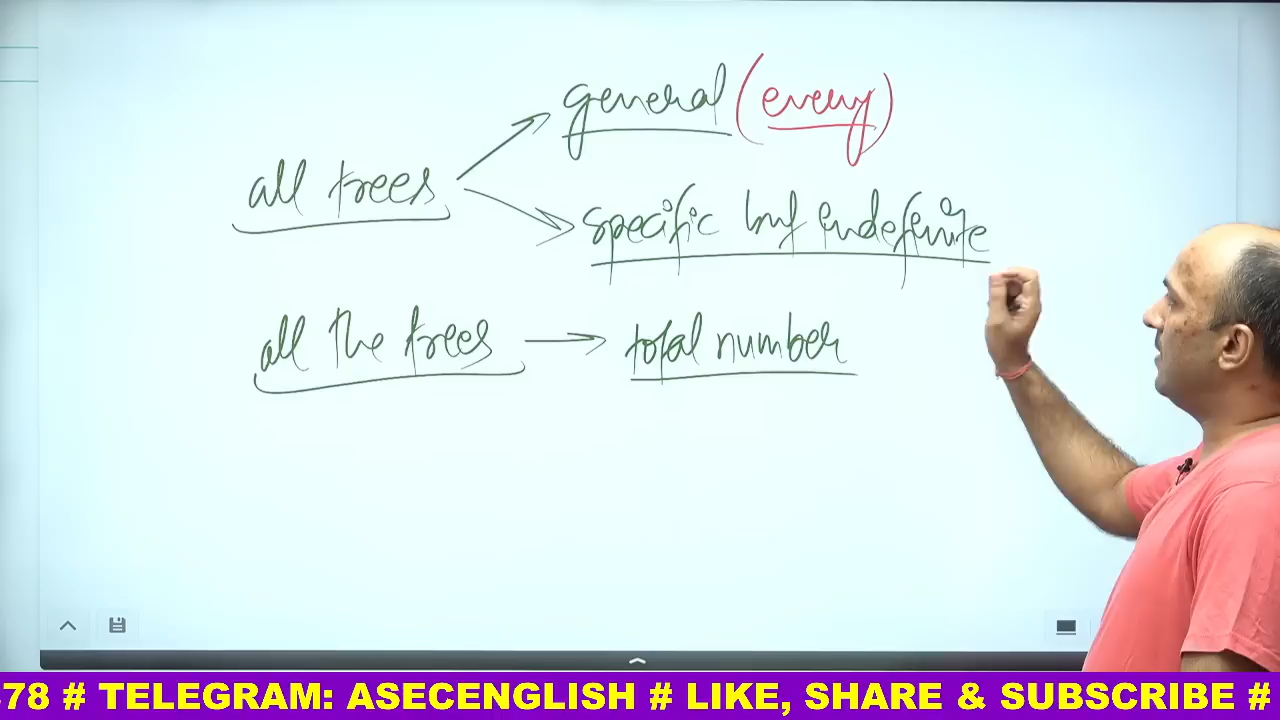 general (every)
all trees
specific but indefinite
all the trees → total number
78 # TELEGRAM: ASECENGLISH # LIKE, SHARE & SUBSCRIBE #